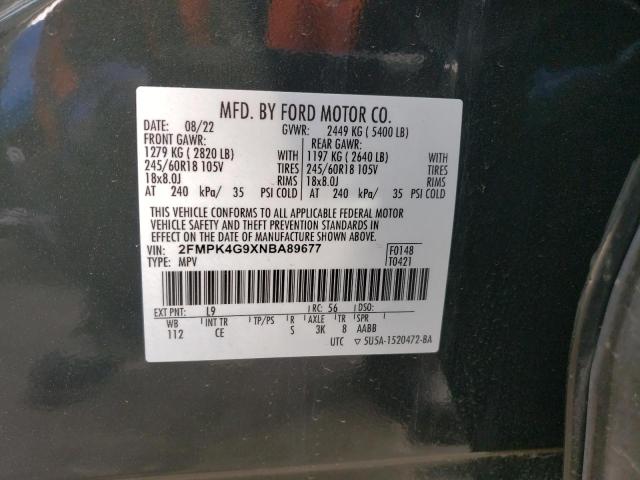 MFD. BY FORD MOTOR CO.
DATE: 08/22 GVWR: 2449 KG ( 5400 LB)
FRONT GAWR: REAR GAWR:
1279 KG ( 2820 LB) WITH 1197 KG ( 2640 LB) WITH
245/60R18 105V TIRES 245/60R18 105V TIRES
18x8.0J RIMS 18x8.0J RIMS
AT 240 kPa/ 35 PSI COLD AT 240 kPa/ 35 PSI COLD
THIS VEHICLE CONFORMS TO ALL APPLICABLE FEDERAL MOTOR
VEHICLE SAFETY AND THEFT PREVENTION STANDARDS IN
EFFECT ON THE DATE OF MANUFACTURE SHOWN ABOVE.
VIN: 2FMPK4G9XNBA89677 F0148
TYPE: MPV T0421
EXT PNT: L9 RC: 56 DSO:
WB INT TR TP/PS R AXLE TR SPR
112 CE S 3K 8 AABB
UTC ▽ 5U5A-1520472-BA